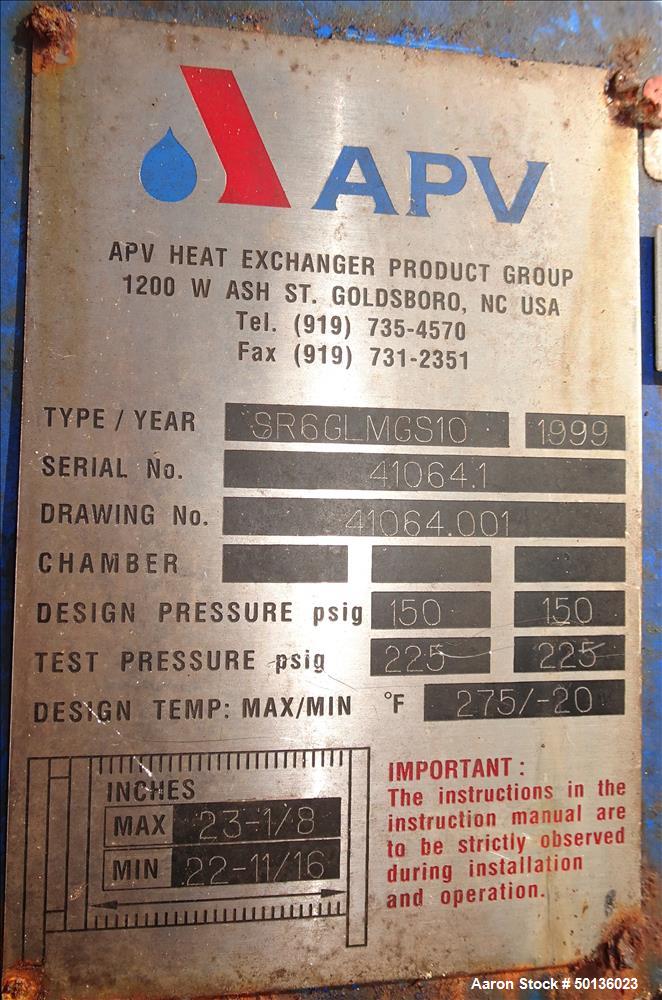 APV
APV HEAT EXCHANGER PRODUCT GROUP
1200 W ASH ST. GOLDSBORO, NC USA
Tel. (919) 735-4570
Fax (919) 731-2351
TYPE / YEAR SR6GLMGS10 1999
SERIAL No. 41064.1
DRAWING No. 41064.001
CHAMBER
DESIGN PRESSURE psig 150 150
TEST PRESSURE psig 225 225
DESIGN TEMP: MAX/MIN °F 275/-20
INCHES
MAX 23-1/8
MIN 22-11/16
IMPORTANT :
The instructions in the
instruction manual are
to be strictly observed
during installation
and operation.
Aaron Stock # 50136023